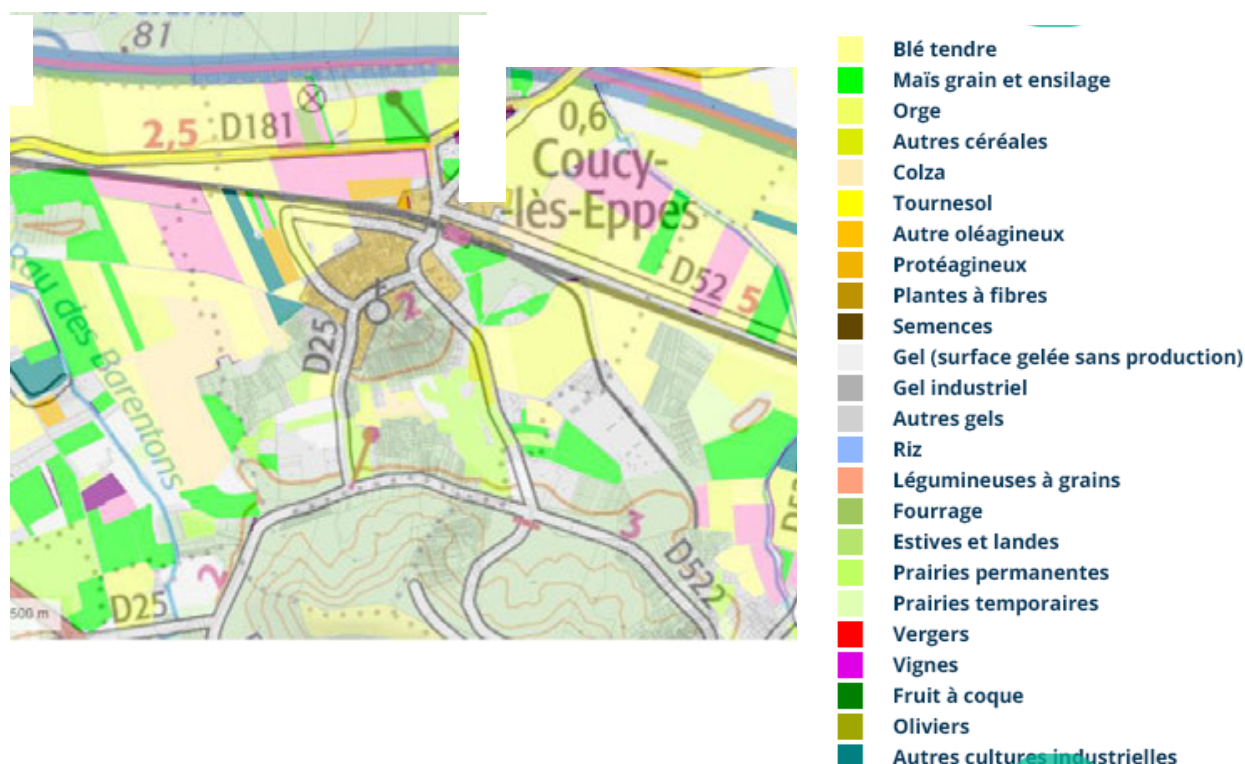 81
2,5
D181
0,6
Coucy-
-lès-Eppes
D52
5
Rau des Barentons
D25
2
3
D522
2
D25
500 m
Blé tendre
Maïs grain et ensilage
Orge
Autres céréales
Colza
Tournesol
Autre oléagineux
Protéagineux
Plantes à fibres
Semences
Gel (surface gelée sans production)
Gel industriel
Autres gels
Riz
Légumineuses à grains
Fourrage
Estives et landes
Prairies permanentes
Prairies temporaires
Vergers
Vignes
Fruit à coque
Oliviers
Autres cultures industrielles